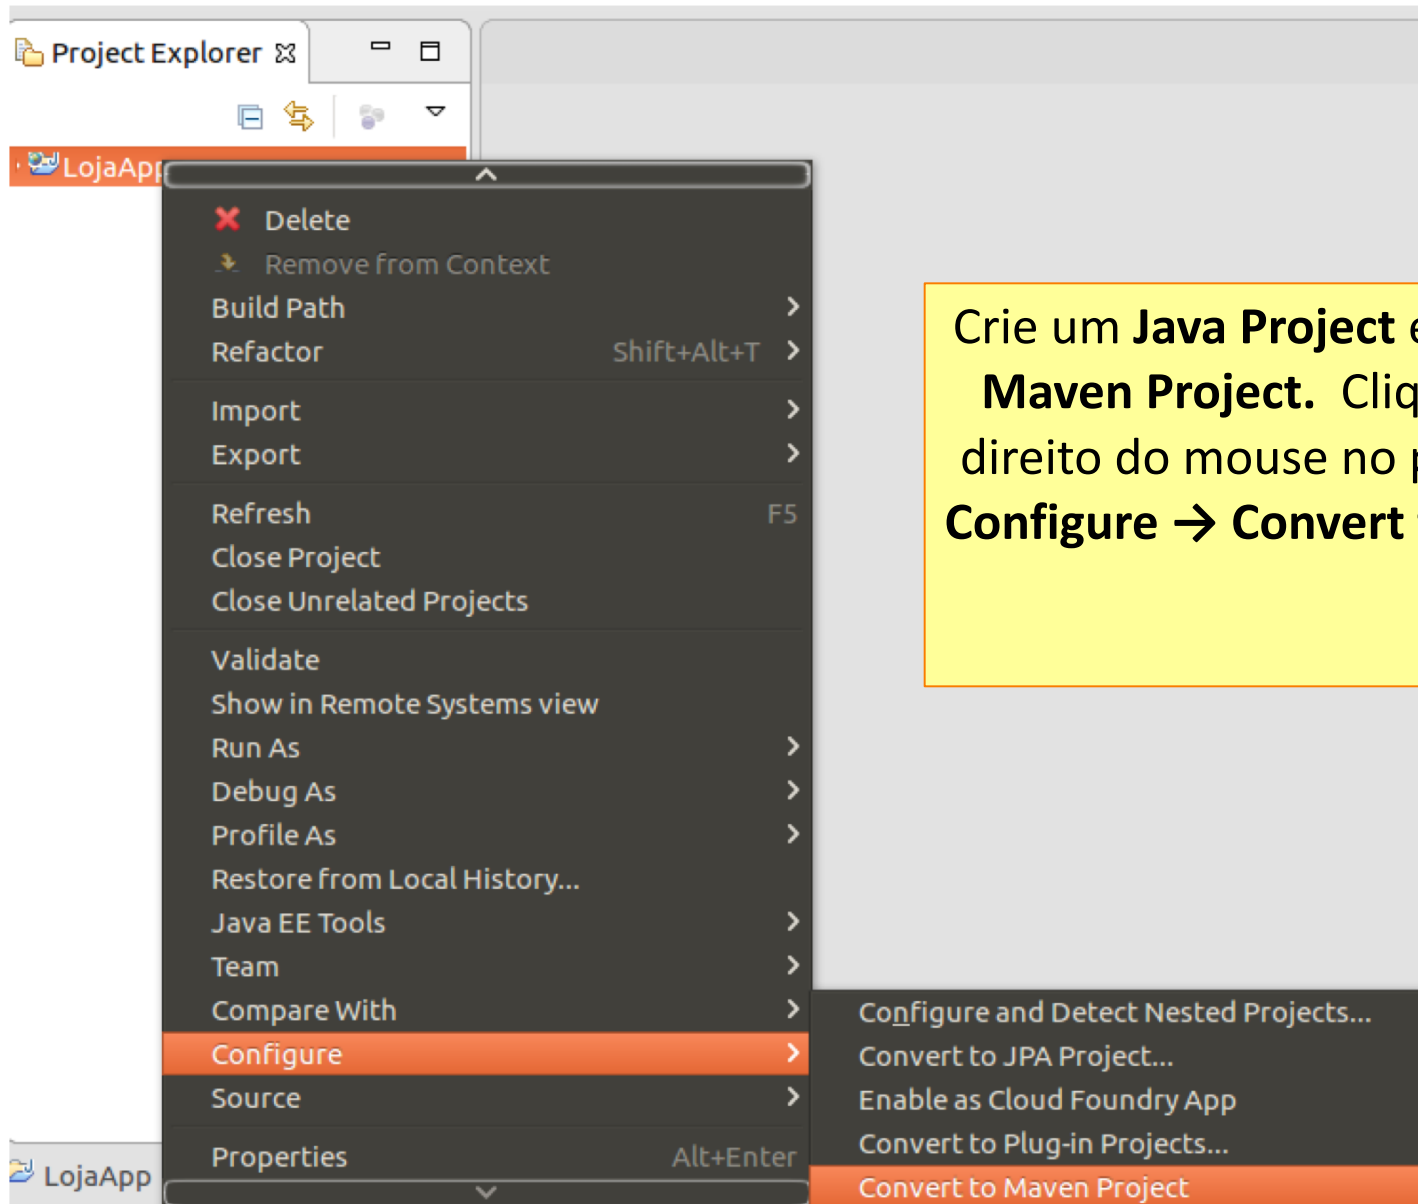 Project Explorer
LojaApp
Delete
Remove from Context
Build Path
Refactor Shift+Alt+T
Import
Export
Refresh F5
Close Project
Close Unrelated Projects
Validate
Show in Remote Systems view
Run As
Debug As
Profile As
Restore from Local History...
Java EE Tools
Team
Compare With
Configure
Source
Properties Alt+Enter
Configure and Detect Nested Projects...
Convert to JPA Project...
Enable as Cloud Foundry App
Convert to Plug-in Projects...
Convert to Maven Project
Crie um Java Project
Maven Project. Cliq
direito do mouse no
Configure → Convert
LojaApp